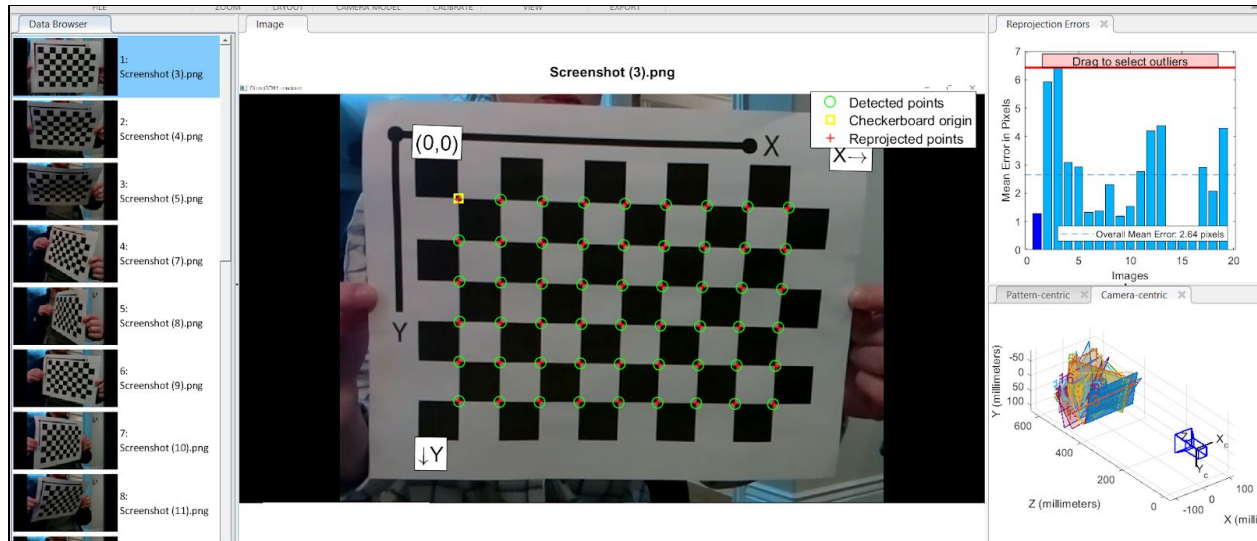 FILE
ZOOM
LAYOUT
CAMERA MODEL
CALIBRATE
VIEW
EXPORT
Data Browser
1:
Screenshot (3).png
2:
Screenshot (4).png
3:
Screenshot (5).png
4:
Screenshot (7).png
5:
Screenshot (8).png
6:
Screenshot (9).png
7:
Screenshot (10).png
8:
Screenshot (11).png
Image
Screenshot (3).png
Detected points
Checkerboard origin
Reprojected points
(0,0)
X
X→
Y
↓Y
Reprojection Errors
Drag to select outliers
Mean Error in Pixels
7
6
5
4
3
2
1
0
Overall Mean Error: 2.64 pixels
0 5 10 15 20
Images
Pattern-centric
Camera-centric
Y (millimeters)
-50
0
50
100
600
400
200
0
Z (millimeters)
-100
0
100
X (milli
Xc
Yc